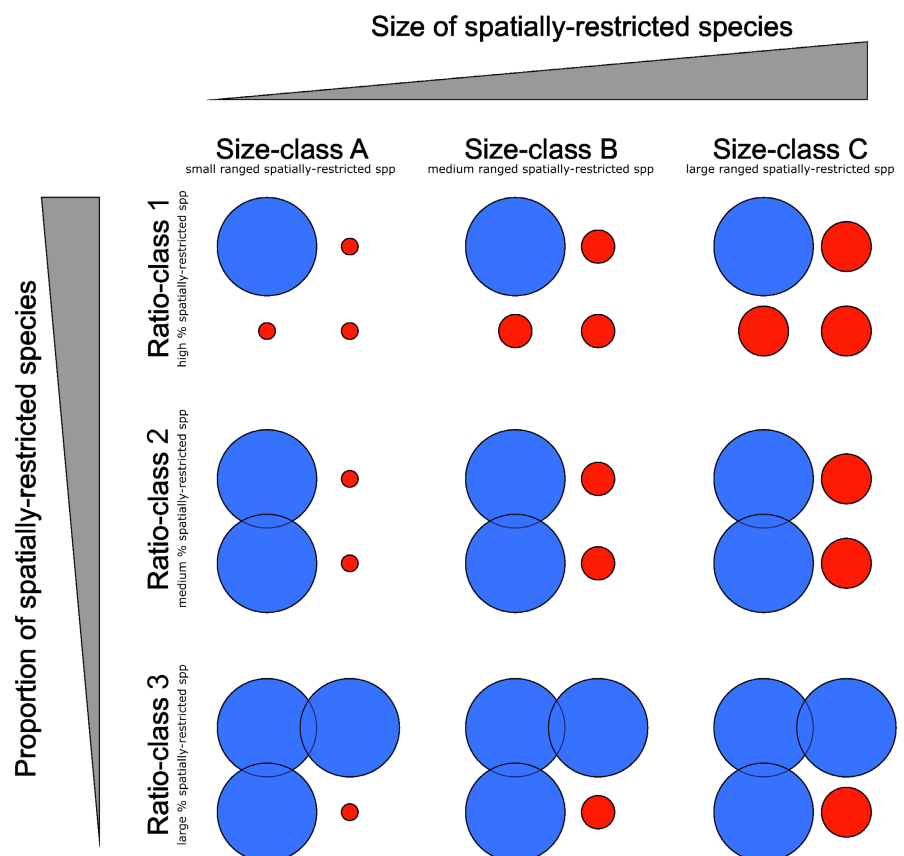 Size of spatially-restricted species
Size-class A
small ranged spatially-restricted spp
Size-class B
medium ranged spatially-restricted spp
Size-class C
large ranged spatially-restricted spp
Proportion of spatially-restricted species
Ratio-class 1
high % spatially-restricted spp
Ratio-class 2
medium % spatially-restricted spp
Ratio-class 3
large % spatially-restricted spp